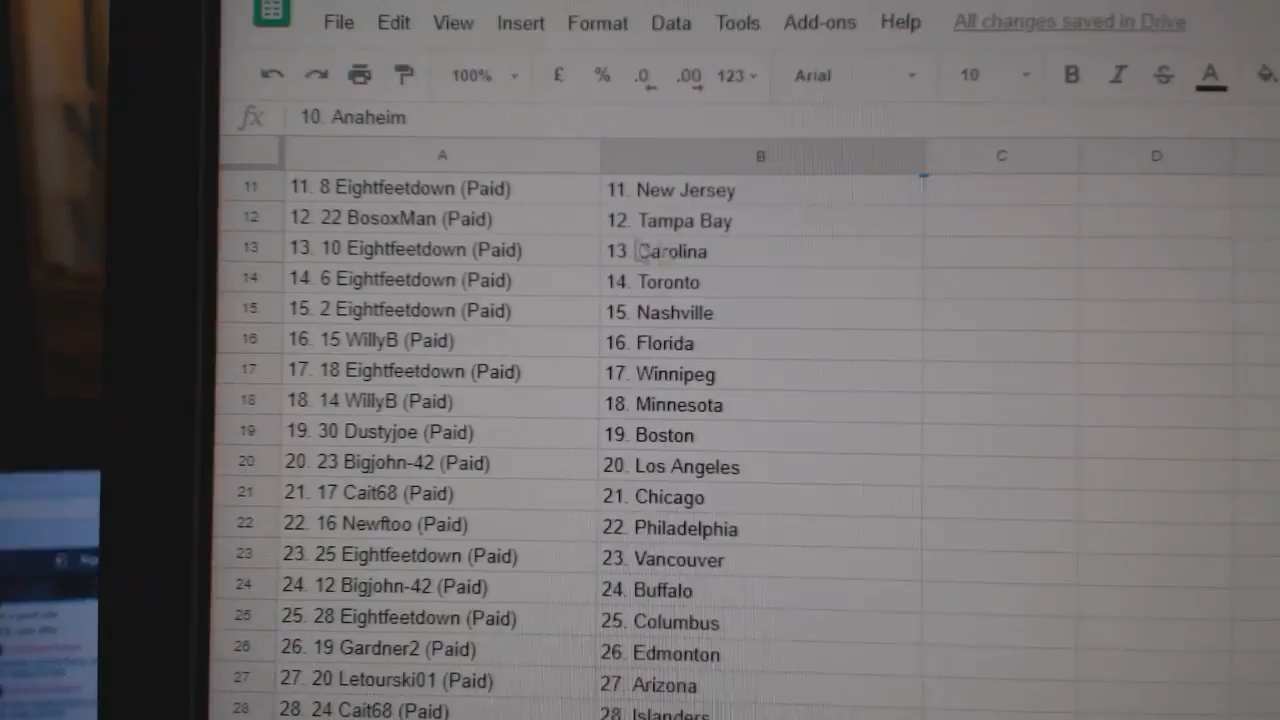 File Edit View Insert Format Data Tools Add-ons Help All changes saved in Drive
100% £ % .0 .00 123 Arial 10 B I S A
fx 10. Anaheim
A B C D
11 11. 8 Eightfeetdown (Paid) 11. New Jersey
12 12. 22 BosoxMan (Paid) 12. Tampa Bay
13 13. 10 Eightfeetdown (Paid) 13. Carolina
14 14. 6 Eightfeetdown (Paid) 14. Toronto
15 15. 2 Eightfeetdown (Paid) 15. Nashville
16 16. 15 WillyB (Paid) 16. Florida
17 17. 18 Eightfeetdown (Paid) 17. Winnipeg
18 18. 14 WillyB (Paid) 18. Minnesota
19 19. 30 Dustyjoe (Paid) 19. Boston
20 20. 23 Bigjohn-42 (Paid) 20. Los Angeles
21 21. 17 Cait68 (Paid) 21. Chicago
22 22. 16 Newftoo (Paid) 22. Philadelphia
23 23. 25 Eightfeetdown (Paid) 23. Vancouver
24 24. 12 Bigjohn-42 (Paid) 24. Buffalo
25 25. 28 Eightfeetdown (Paid) 25. Columbus
26 26. 19 Gardner2 (Paid) 26. Edmonton
27 27. 20 Letourski01 (Paid) 27. Arizona
28 28. 24 Cait68 (Paid) 28. Islanders